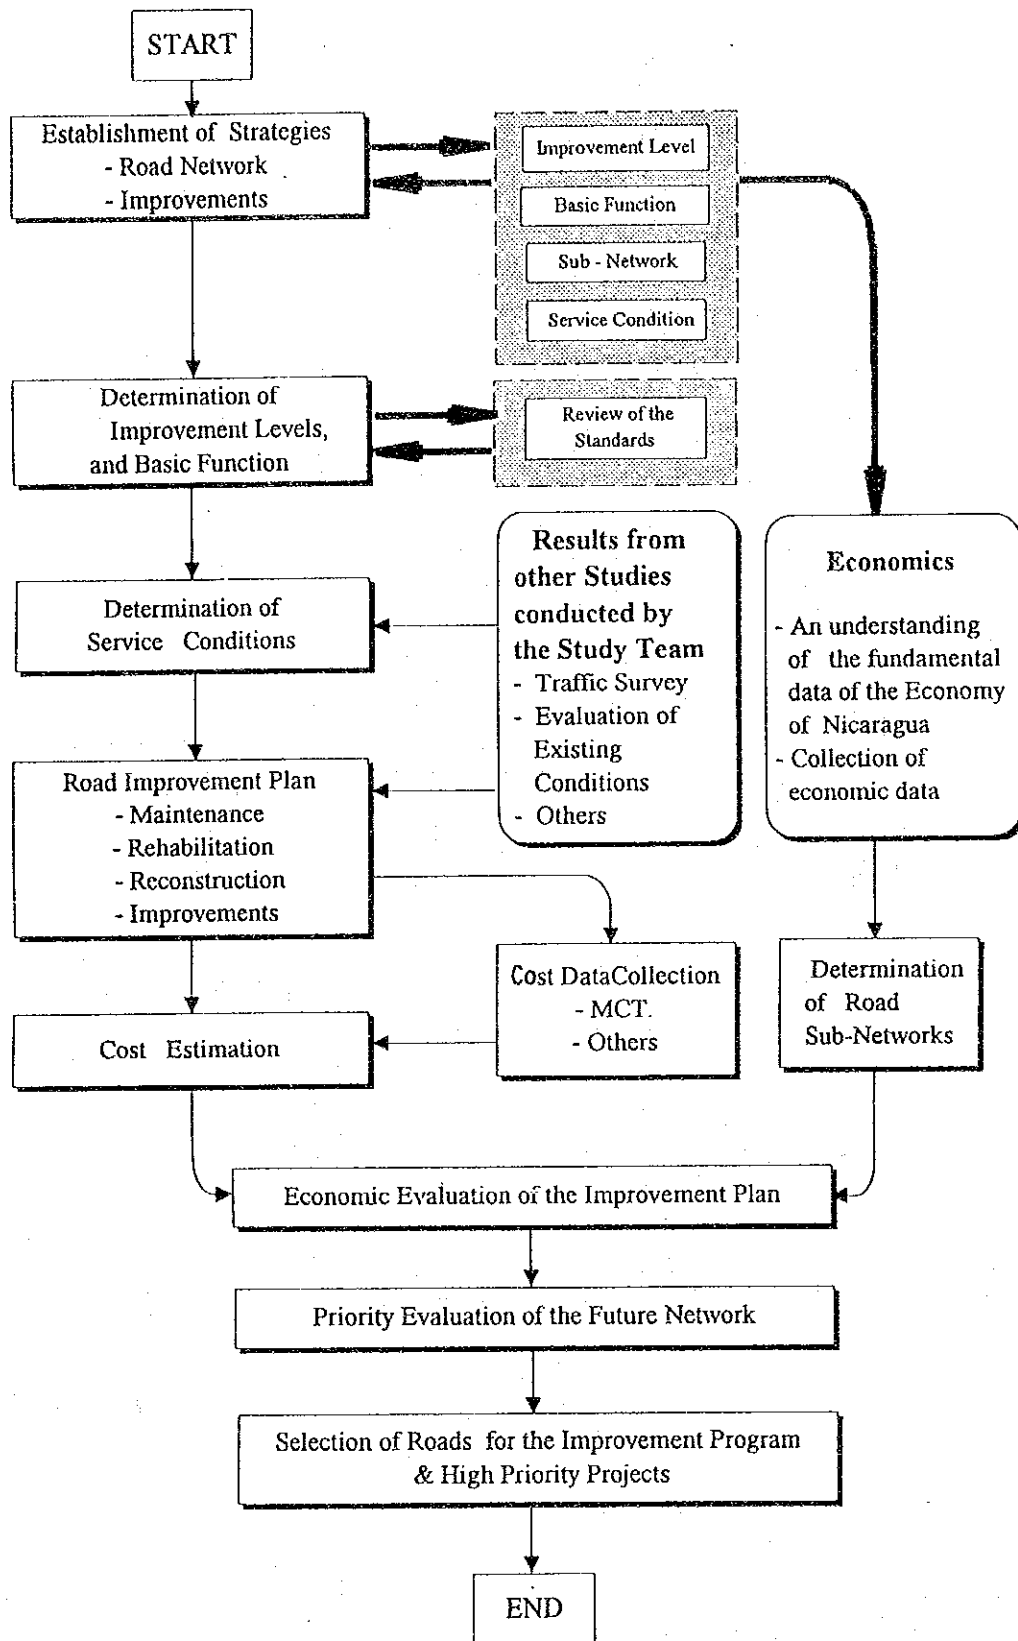 START
Establishment of Strategies
- Road Network
- Improvements
Improvement Level
Basic Function
Sub - Network
Service Condition
Determination of
Improvement Levels,
and Basic Function
Review of the
Standards
Results from
other Studies
conducted by
the Study Team
- Traffic Survey
- Evaluation of
Existing
Conditions
- Others
Economics
- An understanding
of the fundamental
data of the Economy
of Nicaragua
- Collection of
economic data
Determination of
Service Conditions
Road Improvement Plan
- Maintenance
- Rehabilitation
- Reconstruction
- Improvements
Cost DataCollection
- MCT.
- Others
Determination
of Road
Sub-Networks
Cost Estimation
Economic Evaluation of the Improvement Plan
Priority Evaluation of the Future Network
Selection of Roads for the Improvement Program
& High Priority Projects
END